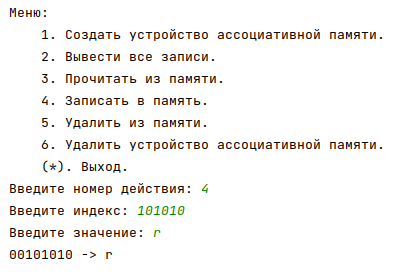 Меню:
1. Создать устройство ассоциативной памяти.
2. Вывести все записи.
3. Прочитать из памяти.
4. Записать в память.
5. Удалить из памяти.
6. Удалить устройство ассоциативной памяти.
(*). Выход.
Введите номер действия: 4
Введите индекс: 101010
Введите значение: r
00101010 -> r